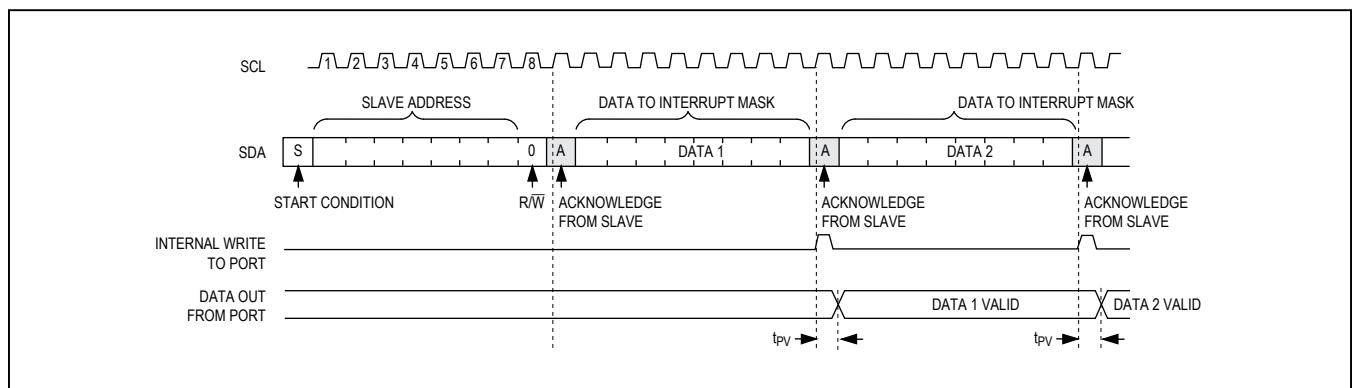 SCL
1 2 3 4 5 6 7 8
SLAVE ADDRESS DATA TO INTERRUPT MASK DATA TO INTERRUPT MASK
SDA S 0 A DATA 1 A DATA 2 A
START CONDITION R/W̅ ACKNOWLEDGE FROM SLAVE ACKNOWLEDGE FROM SLAVE ACKNOWLEDGE FROM SLAVE
INTERNAL WRITE
TO PORT
DATA OUT
FROM PORT
DATA 1 VALID DATA 2 VALID
tPV tPV